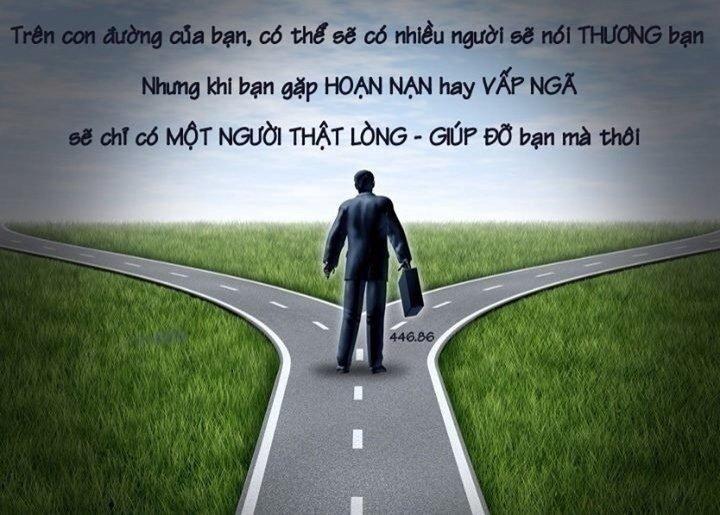 Trên con đường của bạn, có thể sẽ có nhiều người sẽ nói THƯƠNG bạn
Nhưng khi bạn gặp HOẠN NẠN hay VẤP NGÃ
sẽ chỉ có MỘT NGƯỜI THẬT LÒNG - GIÚP ĐỠ bạn mà thôi
446.86